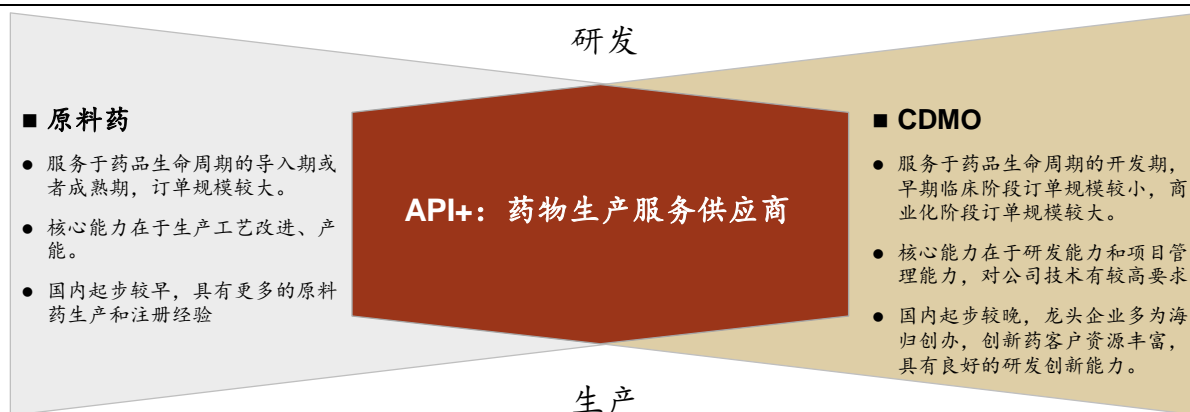 研发
■ 原料药
● 服务于药品生命周期的导入期或
者成熟期，订单规模较大。
● 核心能力在于生产工艺改进、产
能。
● 国内起步较早，具有更多的原料
药生产和注册经验
API+：药物生产服务供应商
■ CDMO
● 服务于药品生命周期的开发期，
早期临床阶段订单规模较小，商
业化阶段订单规模较大。
● 核心能力在于研发能力和项目管
理能力，对公司技术有较高要求
● 国内起步较晚，龙头企业多为海
归创办，创新药客户资源丰富，
具有良好的研发创新能力。
生产